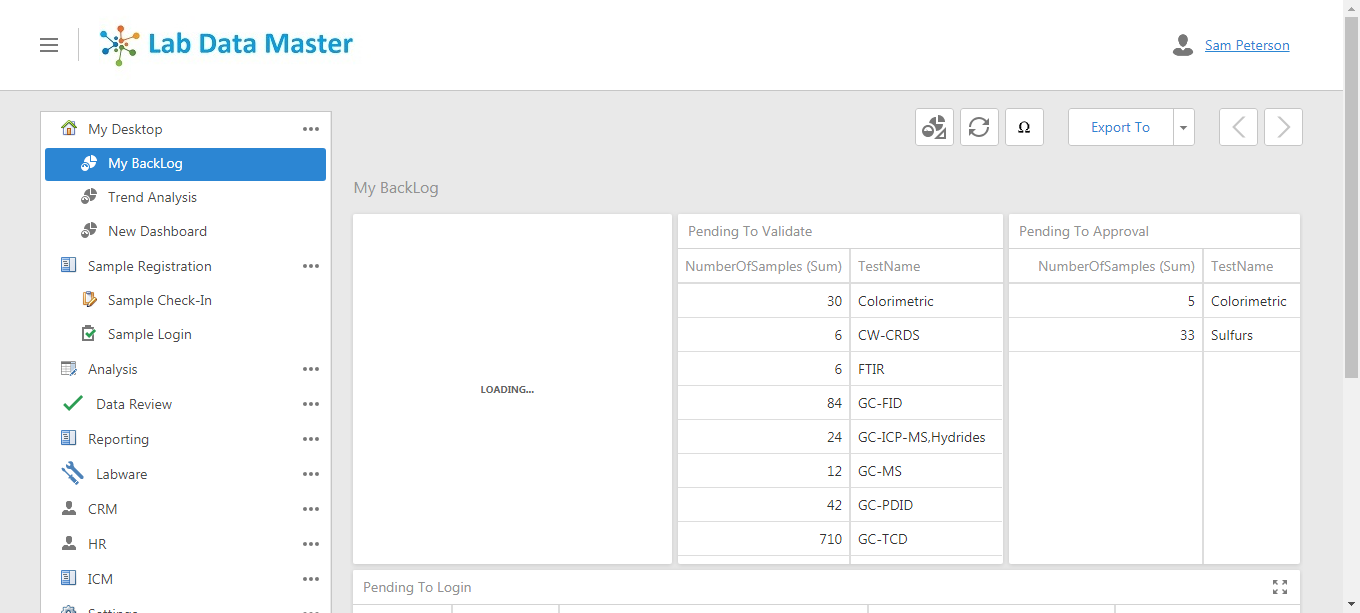 Lab Data Master
Sam Peterson
My Desktop
My BackLog
Trend Analysis
New Dashboard
Sample Registration
Sample Check-In
Sample Login
Analysis
Data Review
Reporting
Labware
CRM
HR
ICM
Settings
Ω
Export To
My BackLog
LOADING...
Pending To Validate
NumberOfSamples (Sum) TestName
30 Colorimetric
6 CW-CRDS
6 FTIR
84 GC-FID
24 GC-ICP-MS,Hydrides
12 GC-MS
42 GC-PDID
710 GC-TCD
Pending To Approval
NumberOfSamples (Sum) TestName
5 Colorimetric
33 Sulfurs
Pending To Login